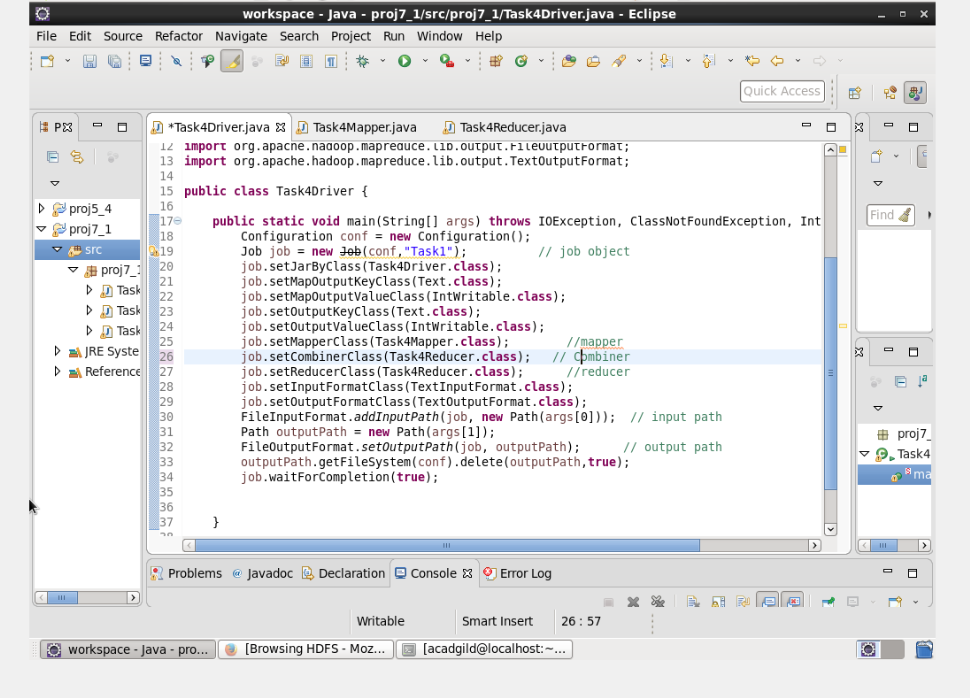 workspace - Java - proj7_1/src/proj7_1/Task4Driver.java - Eclipse
File Edit Source Refactor Navigate Search Project Run Window Help
Quick Access
P
*Task4Driver.java Task4Mapper.java Task4Reducer.java
12 import org.apache.hadoop.mapreduce.lib.output.FileOutputFormat;
13 import org.apache.hadoop.mapreduce.lib.output.TextOutputFormat;
14
15 public class Task4Driver {
16
17 public static void main(String[] args) throws IOException, ClassNotFoundException, Int
18 Configuration conf = new Configuration();
19 Job job = new Job(conf,"Task1"); // job object
20 job.setJarByClass(Task4Driver.class);
21 job.setMapOutputKeyClass(Text.class);
22 job.setMapOutputValueClass(IntWritable.class);
23 job.setOutputKeyClass(Text.class);
24 job.setOutputValueClass(IntWritable.class);
25 job.setMapperClass(Task4Mapper.class); //mapper
26 job.setCombinerClass(Task4Reducer.class); // Combiner
27 job.setReducerClass(Task4Reducer.class); //reducer
28 job.setInputFormatClass(TextInputFormat.class);
29 job.setOutputFormatClass(TextOutputFormat.class);
30 FileInputFormat.addInputPath(job, new Path(args[0])); // input path
31 Path outputPath = new Path(args[1]);
32 FileOutputFormat.setOutputPath(job, outputPath); // output path
33 outputPath.getFileSystem(conf).delete(outputPath,true);
34 job.waitForCompletion(true);
35
36
37 }
proj5_4
proj7_1
src
proj7_1
Task
Task
Task
JRE Syste
Reference
Find
proj7_
Task4
ma
Problems Javadoc Declaration Console Error Log
Writable Smart Insert 26 : 57
workspace - Java - pro... [Browsing HDFS - Moz... [acadgild@localhost:~...